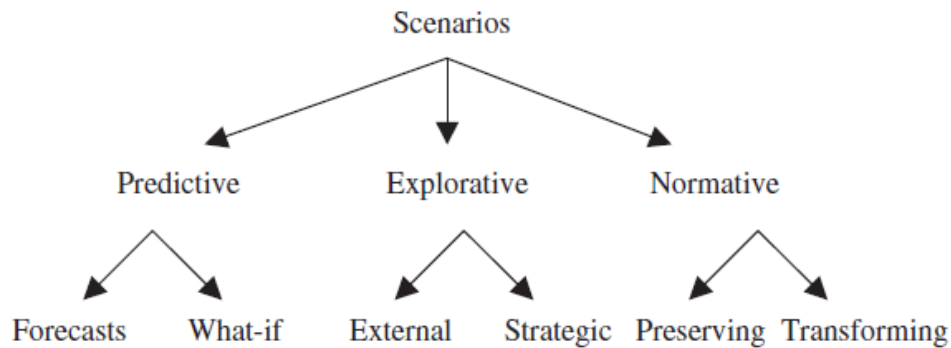 Scenarios
Predictive Explorative Normative
Forecasts What-if External Strategic Preserving Transforming